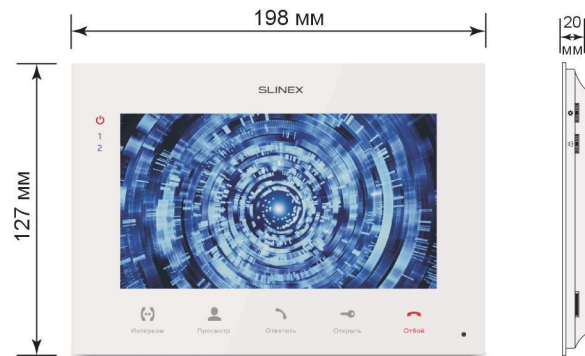 198 мм
20
мм
127 мм
SLINEX
1
2
Интерком Просмотр Ответить Открыть Отбой